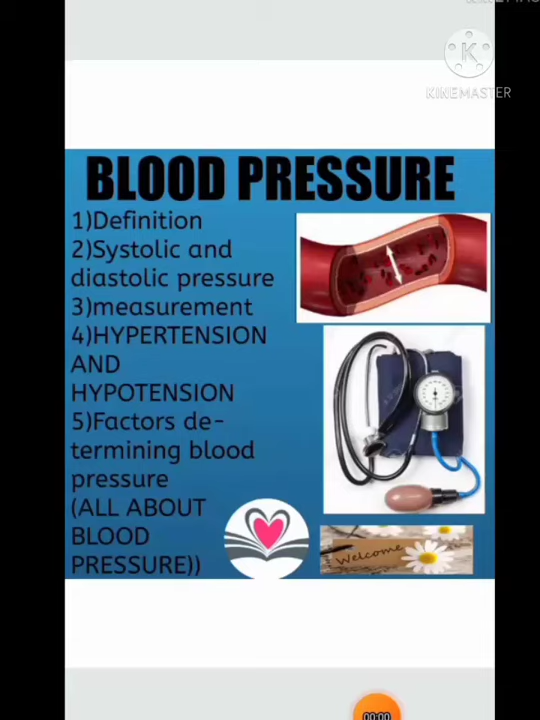 KINEMASTER
BLOOD PRESSURE
1)Definition
2)Systolic and
diastolic pressure
3)measurement
4)HYPERTENSION
AND
HYPOTENSION
5)Factors de-
termining blood
pressure
(ALL ABOUT
BLOOD
PRESSURE))
Welcome
00:00